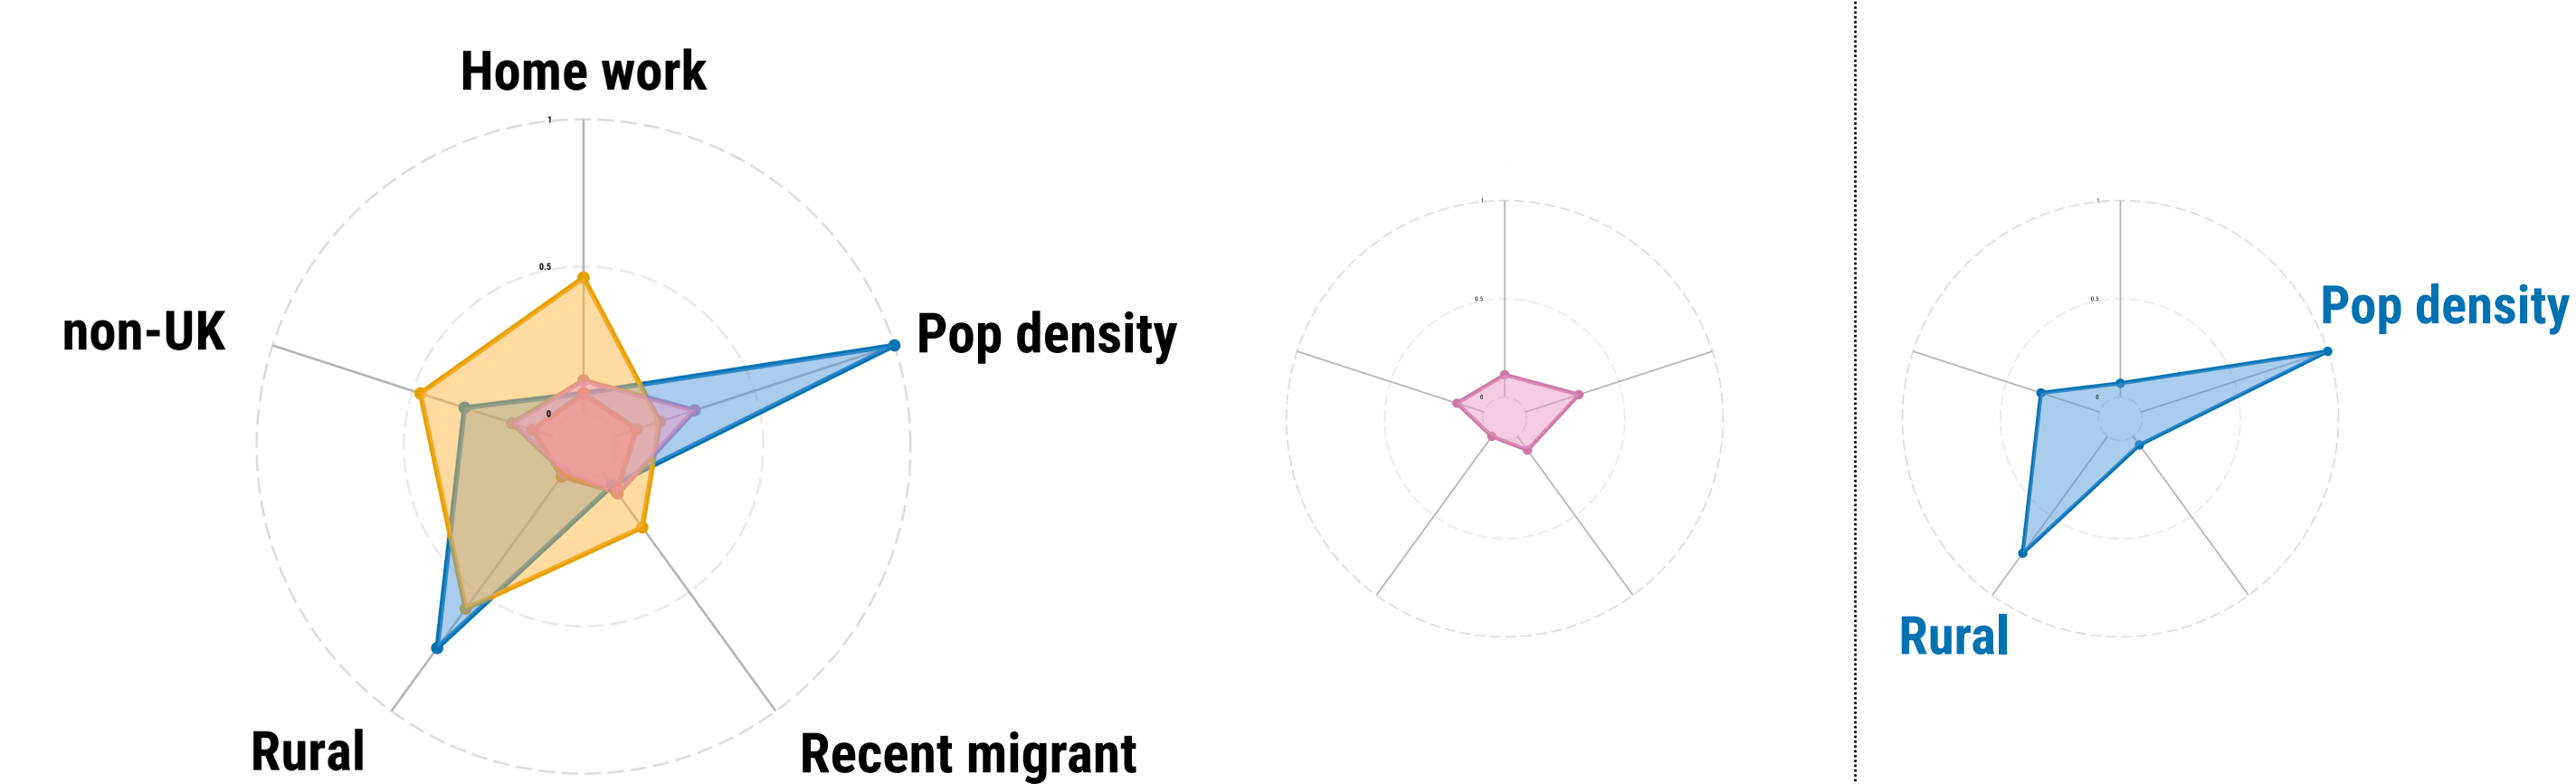 Home work
1
0.5
non-UK
Pop density
0
Rural
Recent migrant
1
0.5
0
1
0.5
Pop density
0
Rural